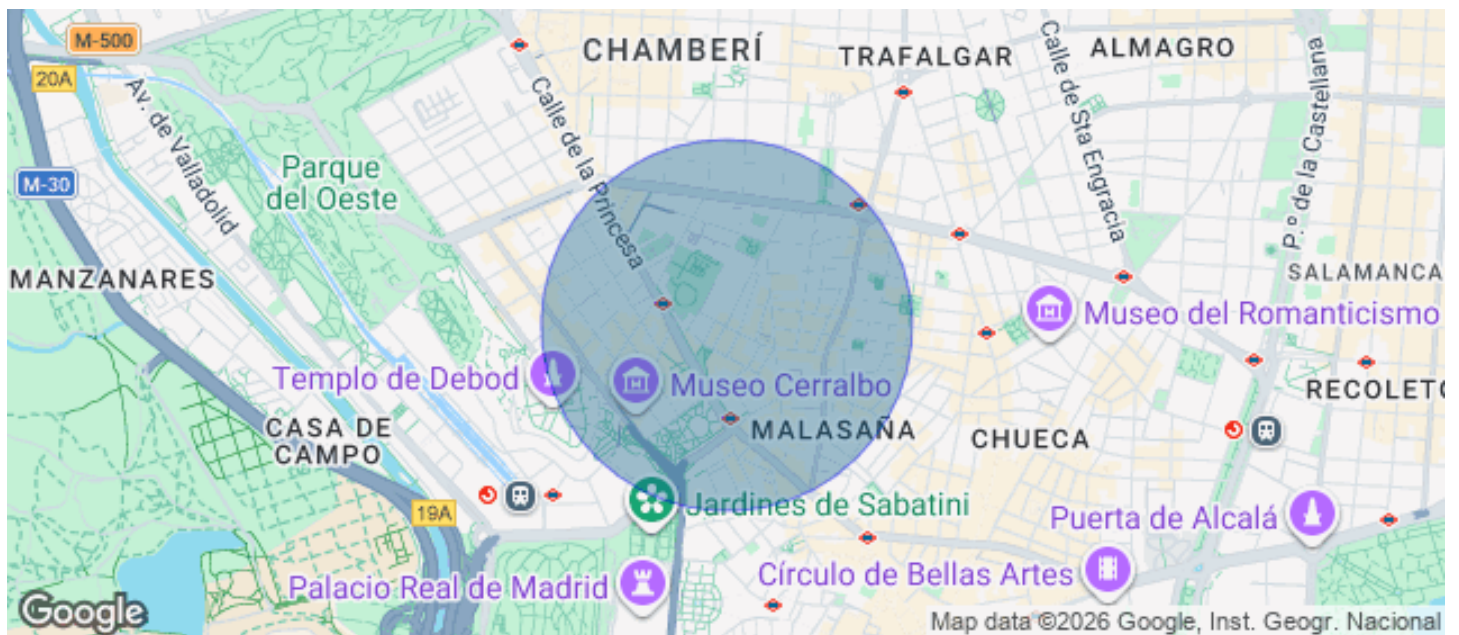 M-500
CHAMBERÍ
TRAFALGAR
ALMAGRO
20A
Av. de Valladolid
Calle de la Princesa
Calle de Sta Engracia
P.º de la Castellana
Parque
del Oeste
M-30
MANZANARES
SALAMANCA
Museo del Romanticismo
Templo de Debod
Museo Cerralbo
RECOLETO
CASA DE
CAMPO
MALASAÑA
CHUECA
19A
Jardines de Sabatini
Puerta de Alcalá
Palacio Real de Madrid
Círculo de Bellas Artes
Google
Map data ©2026 Google, Inst. Geogr. Nacional